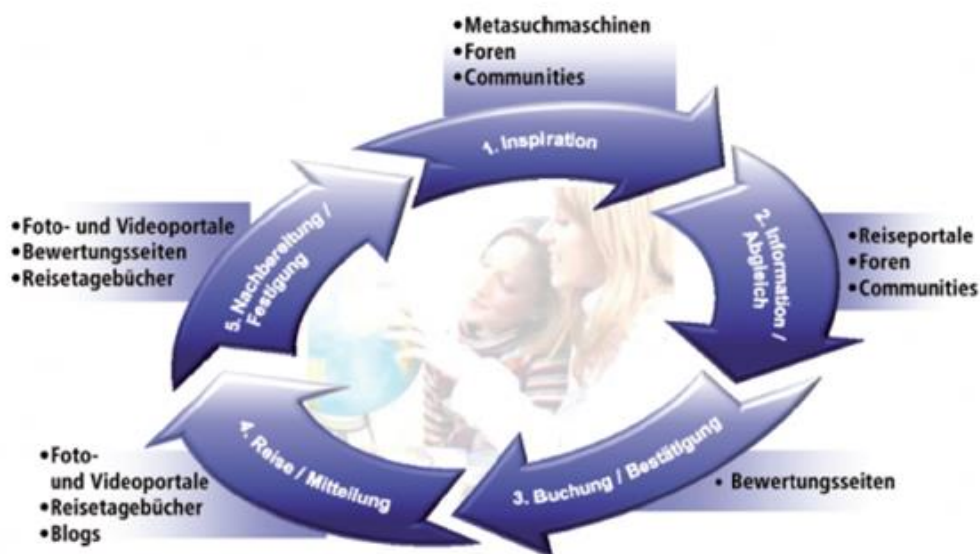 •Metasuchmaschinen
•Foren
•Communities
1. Inspiration
2. Information /
Abgleich
•Reiseportale
•Foren
•Communities
3. Buchung / Bestätigung
• Bewertungsseiten
4. Reise / Mitteilung
•Foto-
und Videoportale
•Reisetagebücher
•Blogs
5. Nachbereitung /
Festigung
•Foto- und Videoportale
•Bewertungsseiten
•Reisetagebücher